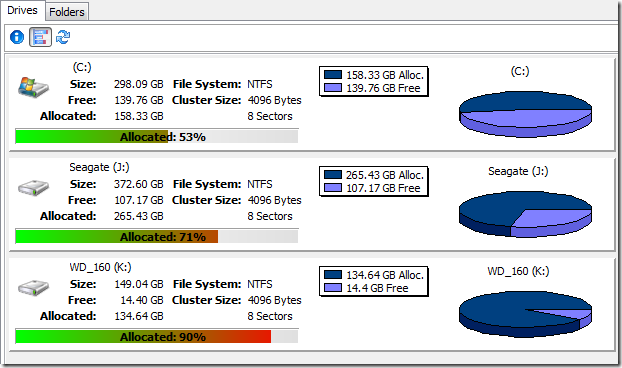 Drives Folders
(C:)
Size: 298.09 GB File System: NTFS
Free: 139.76 GB Cluster Size: 4096 Bytes
Allocated: 158.33 GB 8 Sectors
Allocated: 53%
158.33 GB Alloc.
139.76 GB Free
(C:)
Seagate (J:)
Size: 372.60 GB File System: NTFS
Free: 107.17 GB Cluster Size: 4096 Bytes
Allocated: 265.43 GB 8 Sectors
Allocated: 71%
265.43 GB Alloc.
107.17 GB Free
Seagate (J:)
WD_160 (K:)
Size: 149.04 GB File System: NTFS
Free: 14.40 GB Cluster Size: 4096 Bytes
Allocated: 134.64 GB 8 Sectors
Allocated: 90%
134.64 GB Alloc.
14.4 GB Free
WD_160 (K:)